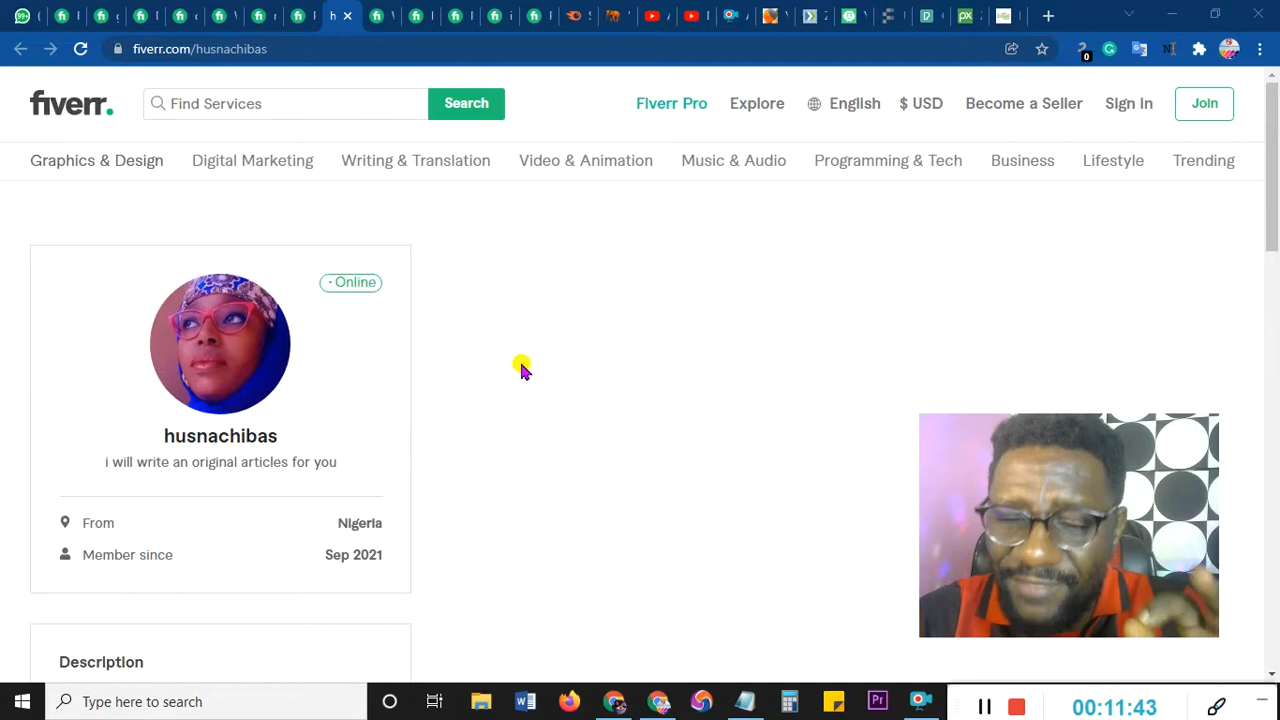 99+
h
fiverr.com/husnachibas
0
fiverr.
Find Services
Search
Fiverr Pro
Explore
English
$ USD
Become a Seller
Sign In
Join
Graphics & Design
Digital Marketing
Writing & Translation
Video & Animation
Music & Audio
Programming & Tech
Business
Lifestyle
Trending
Online
husnachibas
i will write an original articles for you
From
Nigeria
Member since
Sep 2021
Description
Type here to search
00:11:43